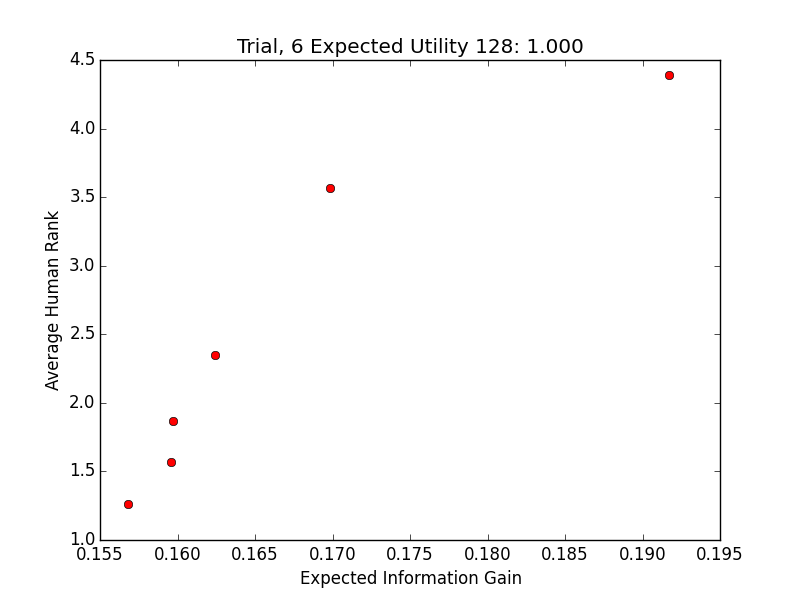 Trial, 6 Expected Utility 128: 1.000
4.5
4.0
3.5
3.0
2.5
2.0
1.5
1.0
Average Human Rank
0.155 0.160 0.165 0.170 0.175 0.180 0.185 0.190 0.195
Expected Information Gain